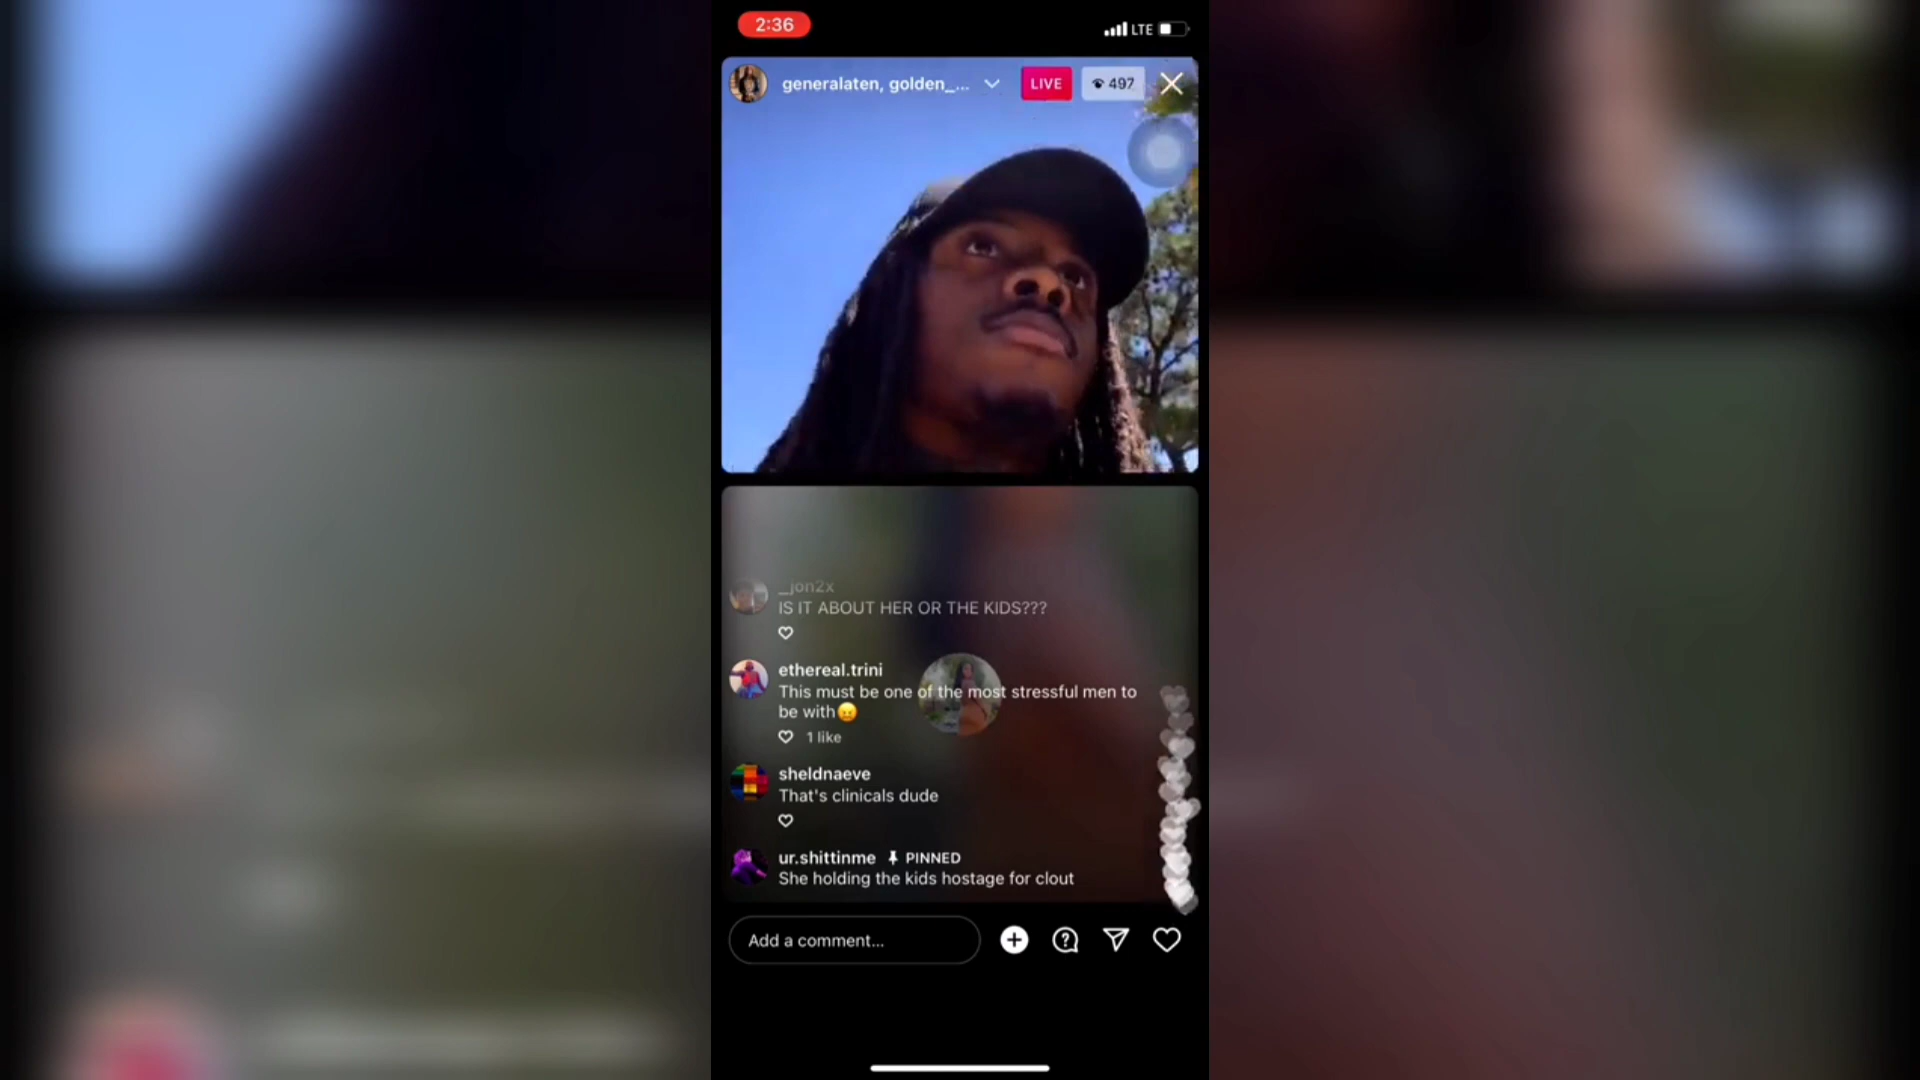 2:36
LTE
generalaten, golden_...
LIVE
497
_jon2x
IS IT ABOUT HER OR THE KIDS???
ethereal.trini
This must be one of the most stressful men to
be with😠
1 like
sheldnaeve
That's clinicals dude
ur.shittinme PINNED
She holding the kids hostage for clout
Add a comment...